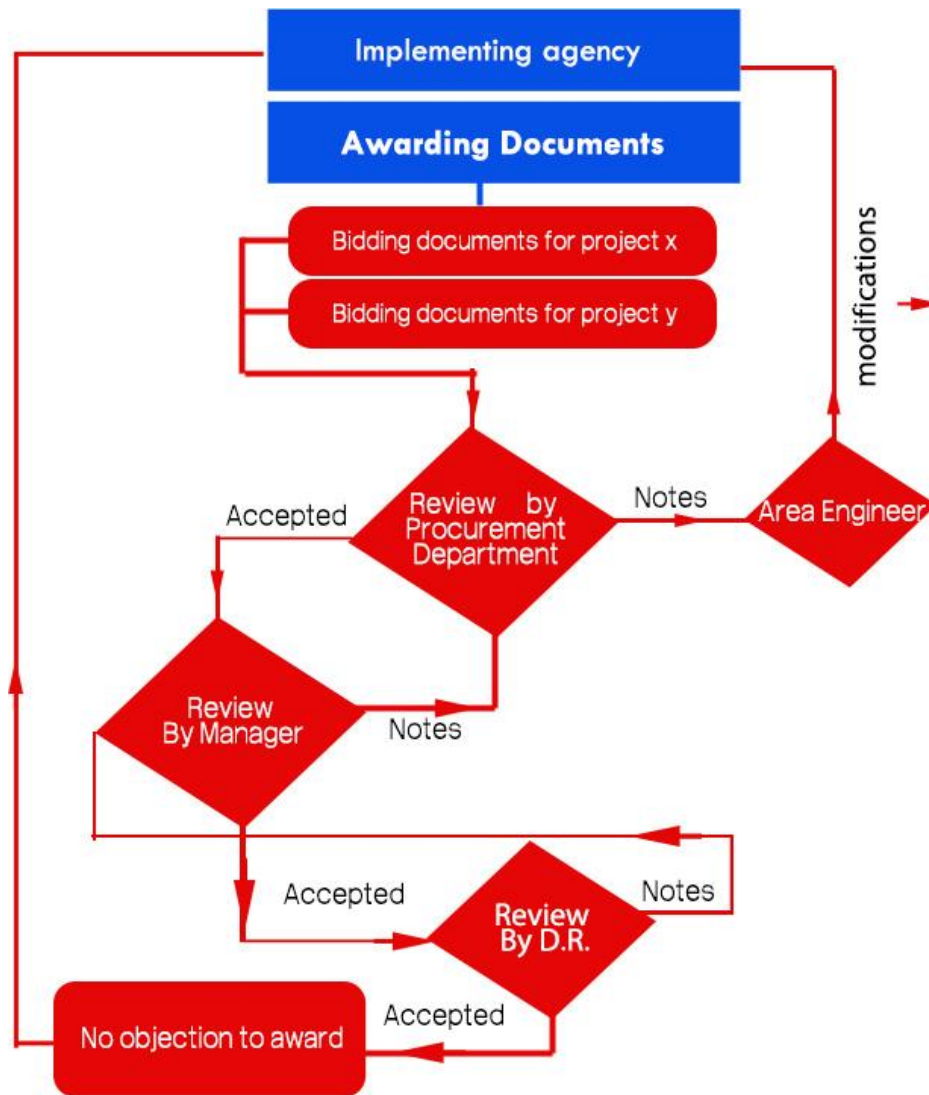 Implementing agency
Awarding Documents
Bidding documents for project x
Bidding documents for project y
modifications
Accepted
Review by
Procurement
Department
Notes
Area Engineer
Review
By Manager
Notes
Accepted
Review
By D.R.
Notes
Accepted
No objection to award